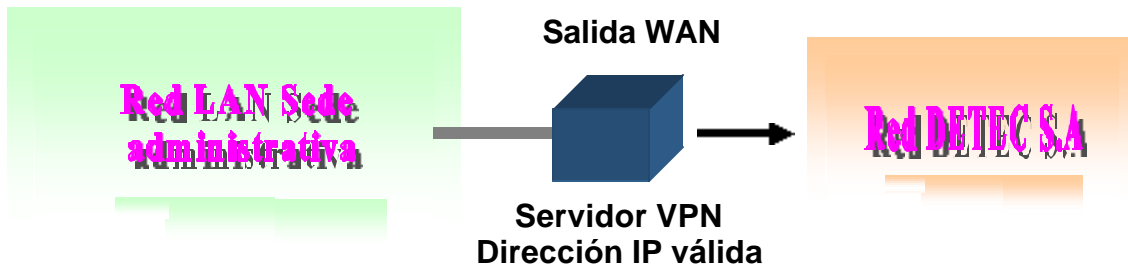 Salida WAN
Red LAN Sede
administrativa
Red DETEC S.A
Servidor VPN
Dirección IP válida